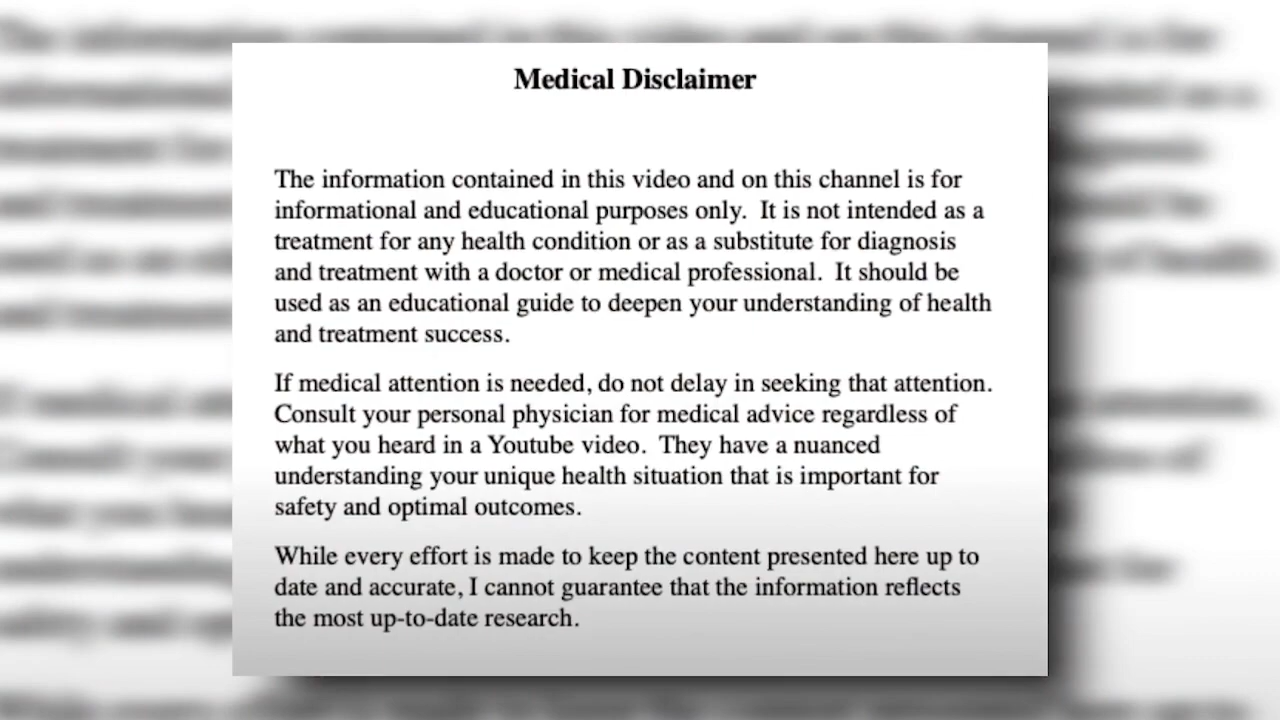 Medical Disclaimer
The information contained in this video and on this channel is for
informational and educational purposes only.  It is not intended as a
treatment for any health condition or as a substitute for diagnosis
and treatment with a doctor or medical professional.  It should be
used as an educational guide to deepen your understanding of health
and treatment success.
If medical attention is needed, do not delay in seeking that attention.
Consult your personal physician for medical advice regardless of
what you heard in a Youtube video.  They have a nuanced
understanding your unique health situation that is important for
safety and optimal outcomes.
While every effort is made to keep the content presented here up to
date and accurate, I cannot guarantee that the information reflects
the most up-to-date research.